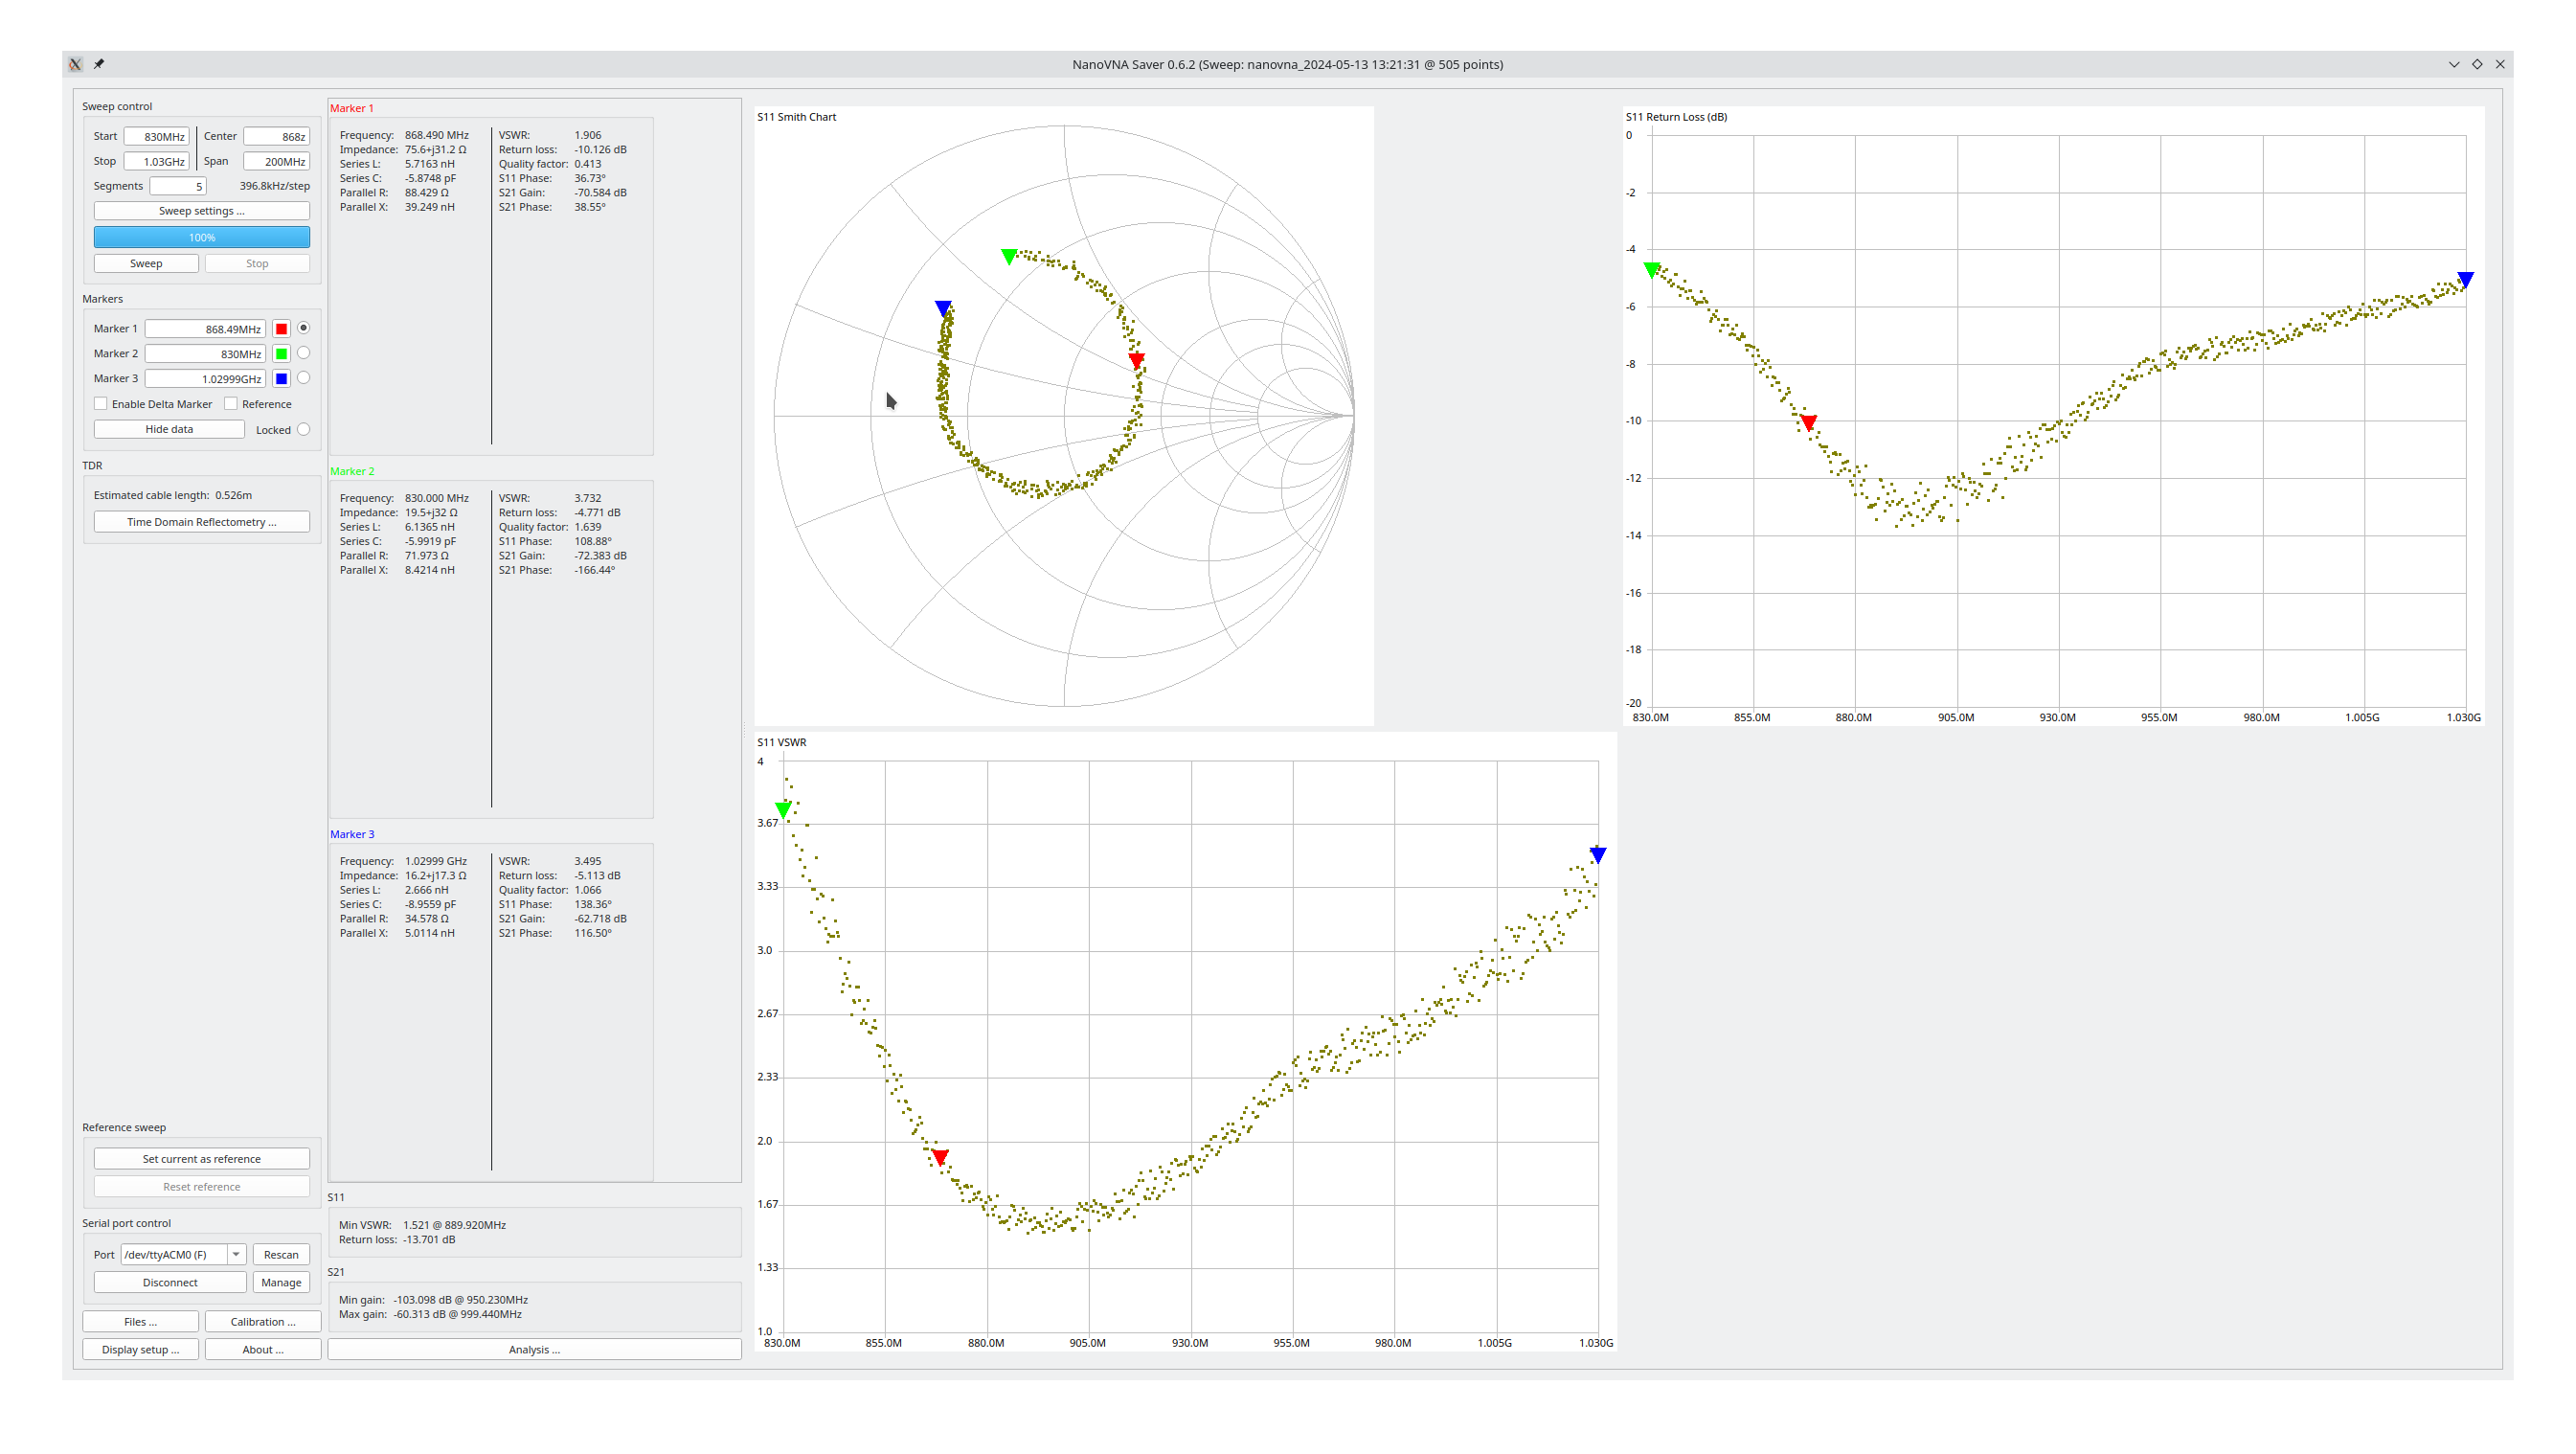 NanoVNA Saver 0.6.2 (Sweep: nanovna_2024-05-13 13:21:31 @ 505 points)
Sweep control
Start 830MHz Center 868z
Stop 1.03GHz Span 200MHz
Segments 5 396.8kHz/step
Sweep settings ...
100%
Sweep Stop
Markers
Marker 1 868.49MHz
Marker 2 830MHz
Marker 3 1.02999GHz
Enable Delta Marker Reference
Hide data Locked
TDR
Estimated cable length: 0.526m
Time Domain Reflectometry ...
Reference sweep
Set current as reference
Reset reference
Serial port control
Port /dev/ttyACM0 (F) Rescan
Disconnect Manage
Files ... Calibration ...
Display setup ... About ...
Marker 1
Frequency: 868.490 MHz VSWR: 1.906
Impedance: 75.6+j31.2 Ω Return loss: -10.126 dB
Series L: 5.7163 nH Quality factor: 0.413
Series C: -5.8748 pF S11 Phase: 36.73°
Parallel R: 88.429 Ω S21 Gain: -70.584 dB
Parallel X: 39.249 nH S21 Phase: 38.55°
Marker 2
Frequency: 830.000 MHz VSWR: 3.732
Impedance: 19.5+j32 Ω Return loss: -4.771 dB
Series L: 6.1365 nH Quality factor: 1.639
Series C: -5.9919 pF S11 Phase: 108.88°
Parallel R: 71.973 Ω S21 Gain: -72.383 dB
Parallel X: 8.4214 nH S21 Phase: -166.44°
Marker 3
Frequency: 1.02999 GHz VSWR: 3.495
Impedance: 16.2+j17.3 Ω Return loss: -5.113 dB
Series L: 2.666 nH Quality factor: 1.066
Series C: -8.9559 pF S11 Phase: 138.36°
Parallel R: 34.578 Ω S21 Gain: -62.718 dB
Parallel X: 5.0114 nH S21 Phase: 116.50°
S11
Min VSWR: 1.521 @ 889.920MHz
Return loss: -13.701 dB
S21
Min gain: -103.098 dB @ 950.230MHz
Max gain: -60.313 dB @ 999.440MHz
Analysis ...
S11 Smith Chart
S11 Return Loss (dB)
0
-2
-4
-6
-8
-10
-12
-14
-16
-18
-20
830.0M 855.0M 880.0M 905.0M 930.0M 955.0M 980.0M 1.005G 1.030G
S11 VSWR
4
3.67
3.33
3.0
2.67
2.33
2.0
1.67
1.33
1.0
830.0M 855.0M 880.0M 905.0M 930.0M 955.0M 980.0M 1.005G 1.030G